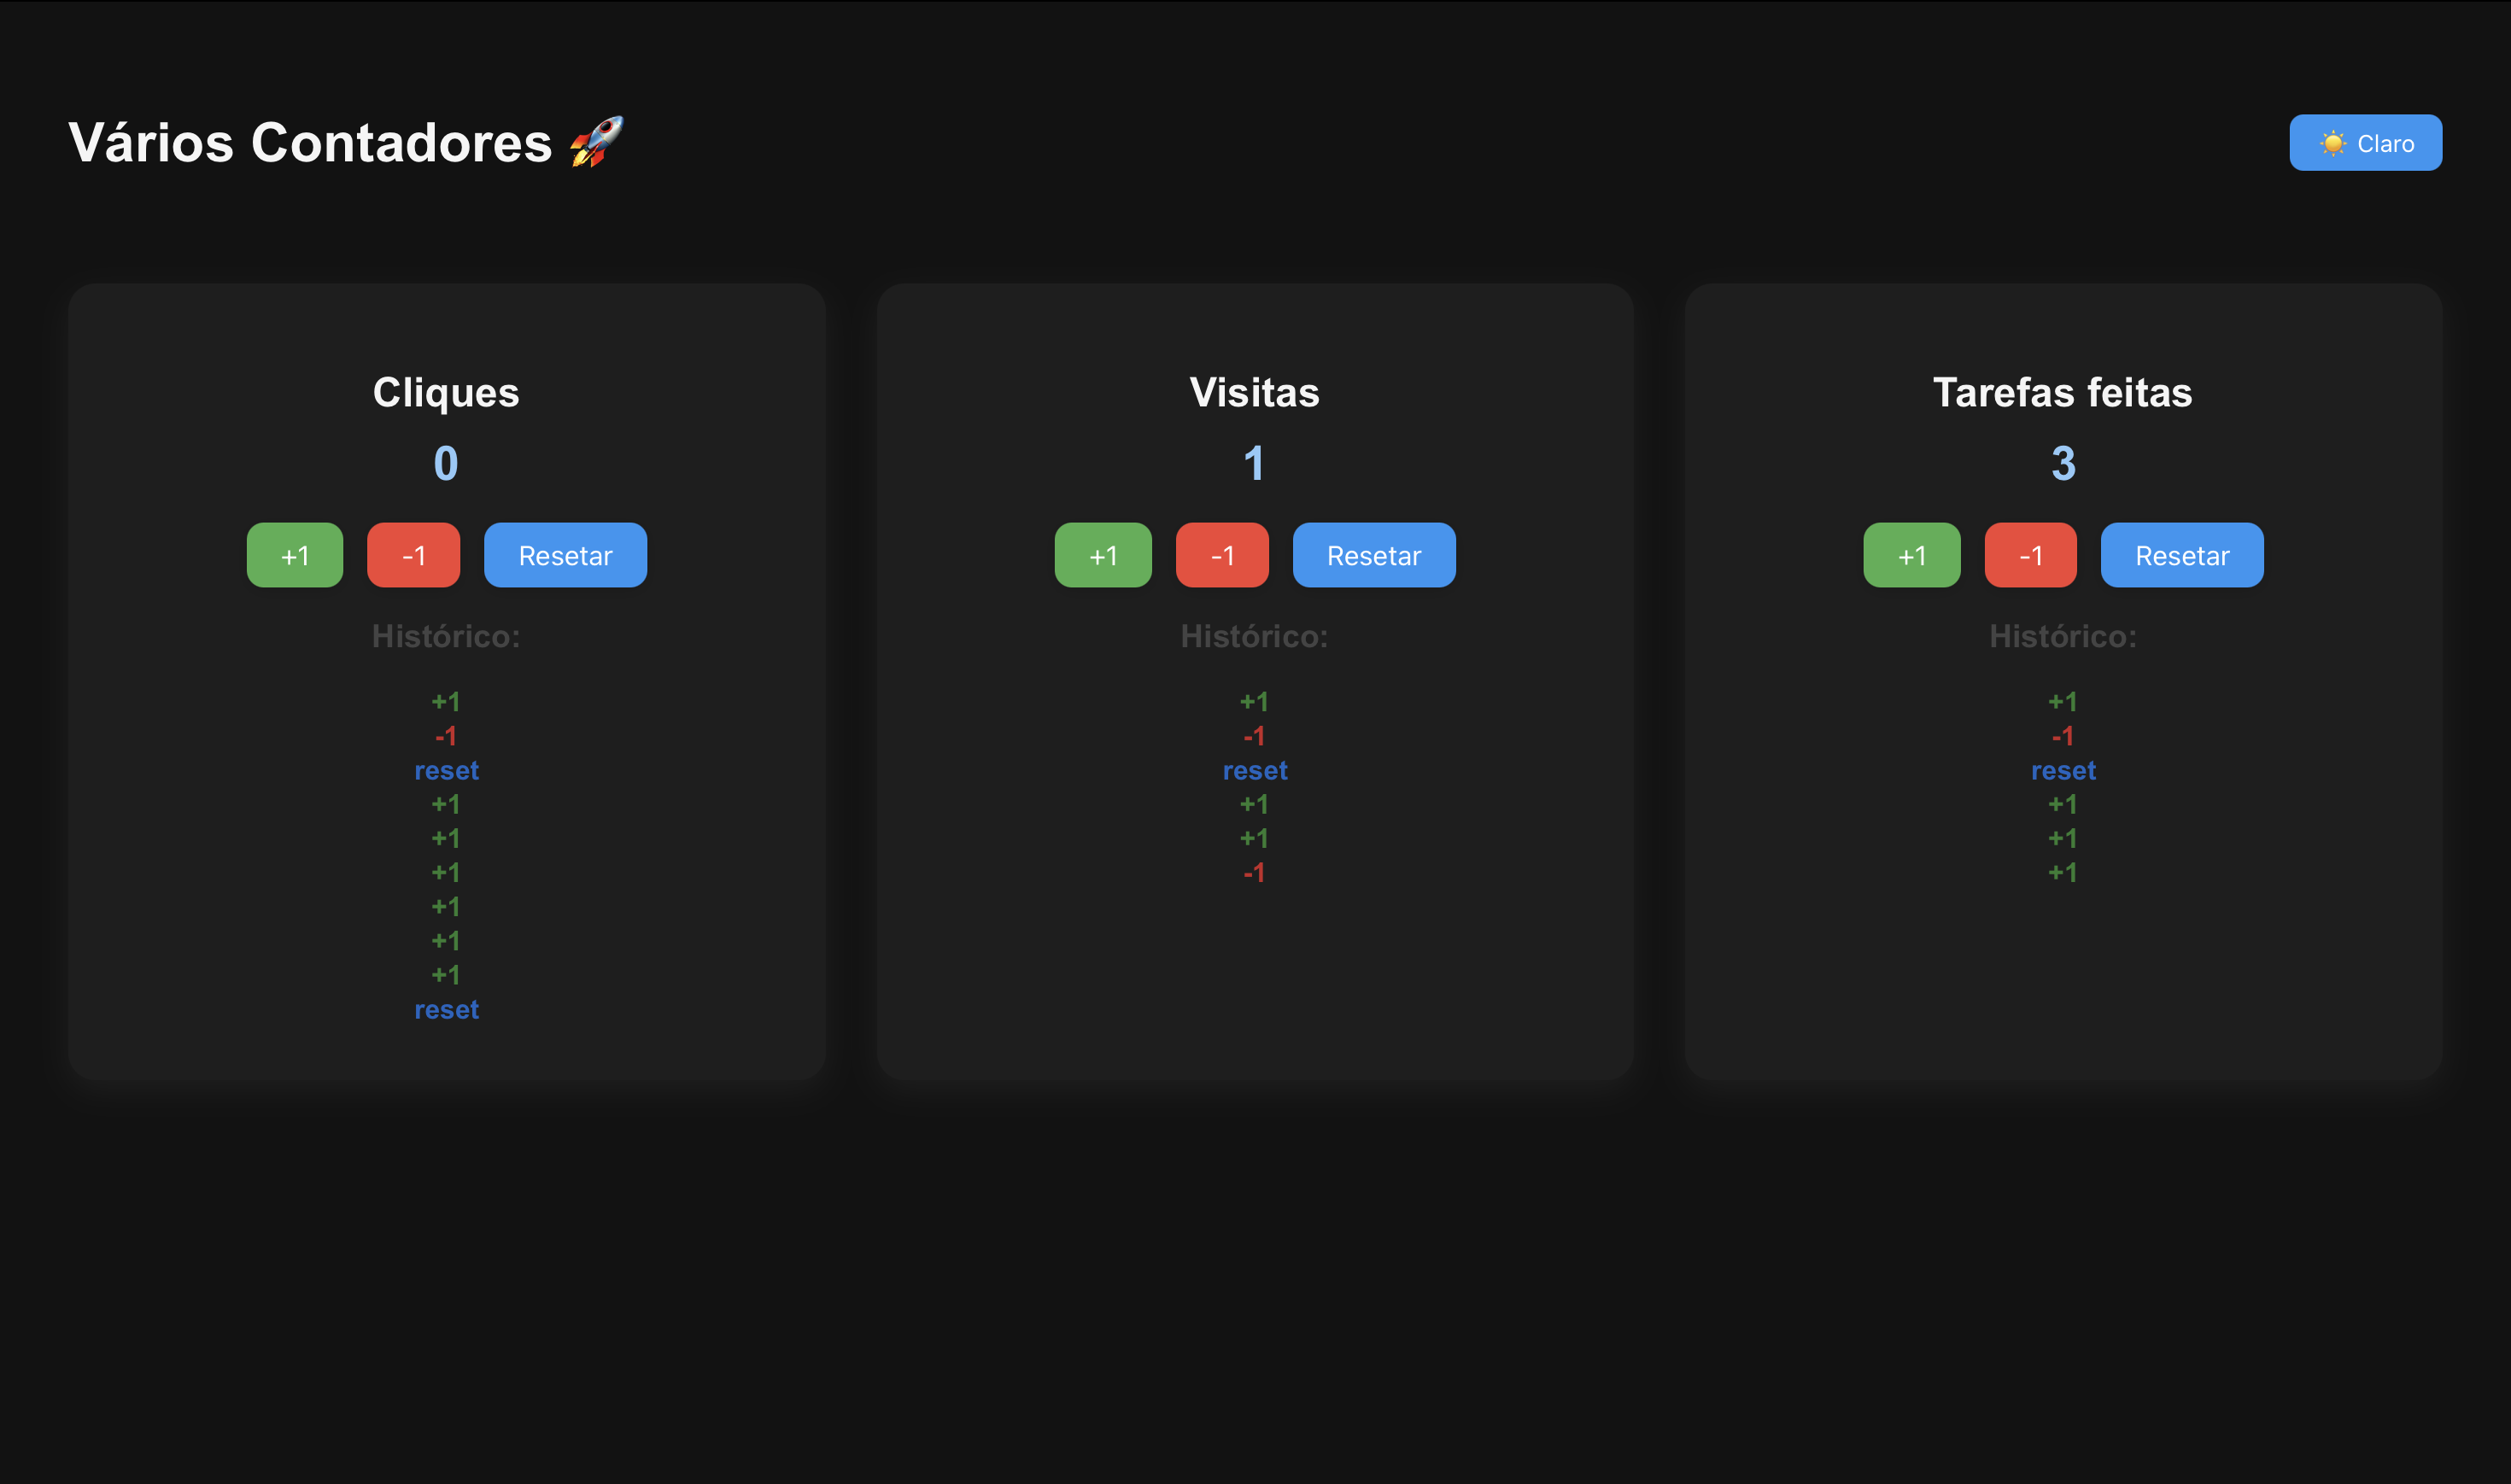 Vários Contadores 🚀
☀️ Claro
Cliques
0
+1 -1 Resetar
Histórico:
+1
-1
reset
+1
+1
+1
+1
+1
+1
reset
Visitas
1
+1 -1 Resetar
Histórico:
+1
-1
reset
+1
+1
-1
Tarefas feitas
3
+1 -1 Resetar
Histórico:
+1
-1
reset
+1
+1
+1